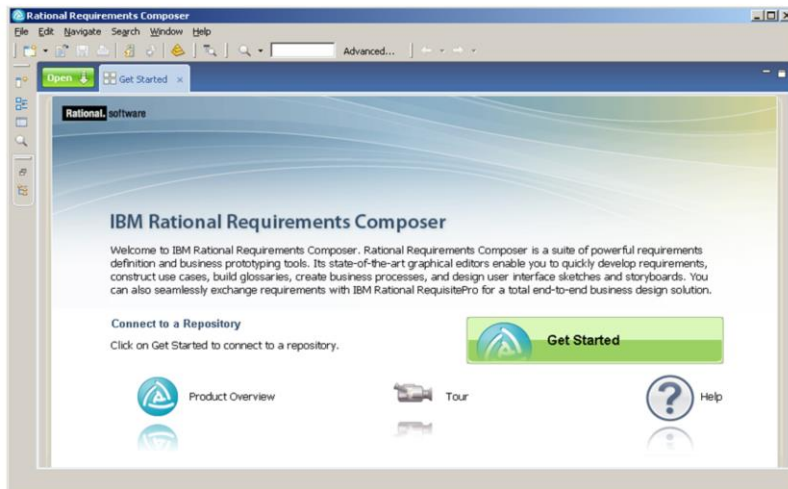 Rational Requirements Composer
File Edit Navigate Search Window Help
Advanced...
Open Get Started
Rational. software
IBM Rational Requirements Composer
Welcome to IBM Rational Requirements Composer. Rational Requirements Composer is a suite of powerful requirements
definition and business prototyping tools. Its state-of-the-art graphical editors enable you to quickly develop requirements,
construct use cases, build glossaries, create business processes, and design user interface sketches and storyboards. You
can also seamlessly exchange requirements with IBM Rational RequisitePro for a total end-to-end business design solution.
Connect to a Repository
Click on Get Started to connect to a repository.
Get Started
Product Overview
Tour
Help